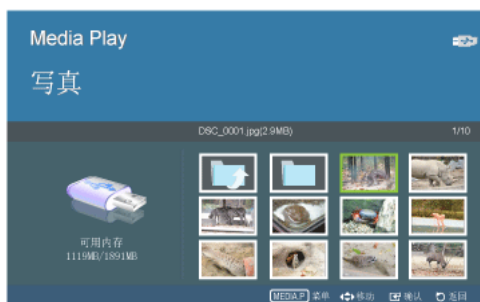 Media Play
写真
DSC_0001.jpg(2.9MB)
1/10
可用内存
1119MB/1891MB
MEDIA.P 菜单 移动 确认 返回